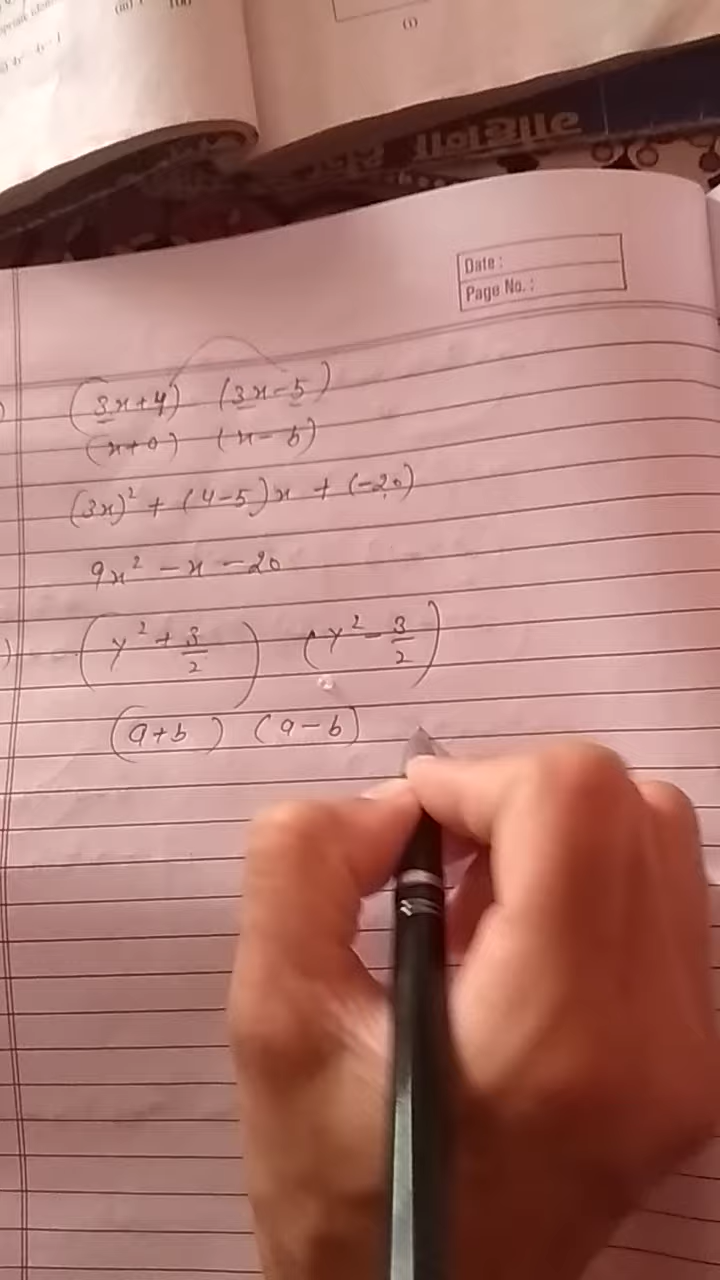 (iii)
(i)
Date :
Page No. :
) (3x+4) (3x-5)
(x+a) (x-b)
(3x)² + (4-5)x + (-20)
9x² - x - 20
) (y² + 3/2) (y² - 3/2)
(a+b) (a-b)